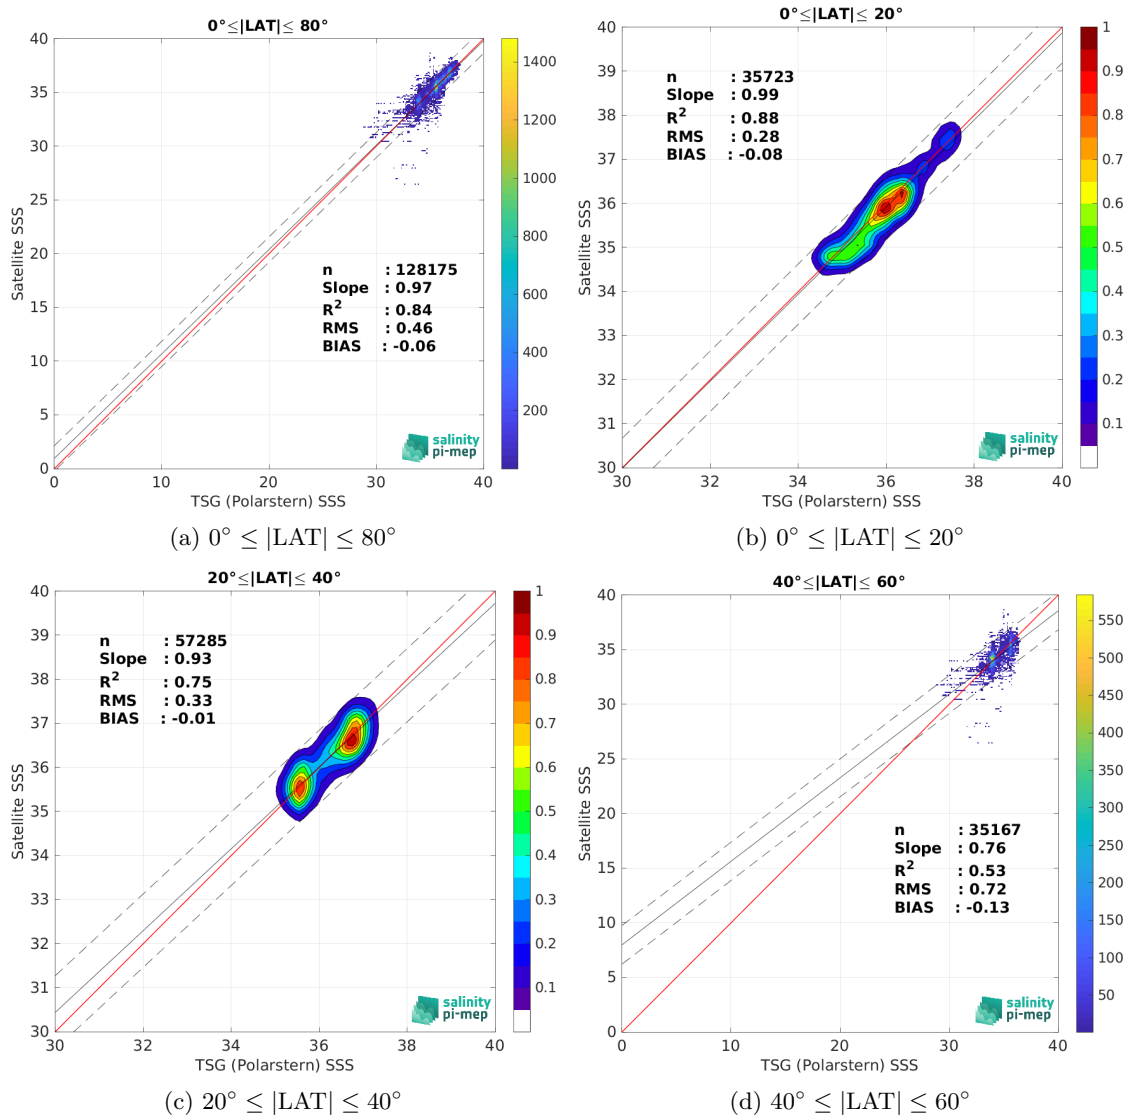 0°≤|LAT|≤ 80°
40
35
30
25
20
15
10
5
0
0
10
20
30
40
Satellite SSS
TSG (Polarstern) SSS
n : 128175
Slope : 0.97
R² : 0.84
RMS : 0.46
BIAS : -0.06
salinity
pi-mep
1400
1200
1000
800
600
400
200
(a) 0° ≤ |LAT| ≤ 80°
0°≤|LAT|≤ 20°
40
39
38
37
36
35
34
33
32
31
30
30
32
34
36
38
40
Satellite SSS
TSG (Polarstern) SSS
n : 35723
Slope : 0.99
R² : 0.88
RMS : 0.28
BIAS : -0.08
salinity
pi-mep
1
0.9
0.8
0.7
0.6
0.5
0.4
0.3
0.2
0.1
(b) 0° ≤ |LAT| ≤ 20°
20°≤|LAT|≤ 40°
40
39
38
37
36
35
34
33
32
31
30
30
32
34
36
38
40
Satellite SSS
TSG (Polarstern) SSS
n : 57285
Slope : 0.93
R² : 0.75
RMS : 0.33
BIAS : -0.01
salinity
pi-mep
1
0.9
0.8
0.7
0.6
0.5
0.4
0.3
0.2
0.1
(c) 20° ≤ |LAT| ≤ 40°
40°≤|LAT|≤ 60°
40
35
30
25
20
15
10
5
0
0
10
20
30
40
Satellite SSS
TSG (Polarstern) SSS
n : 35167
Slope : 0.76
R² : 0.53
RMS : 0.72
BIAS : -0.13
salinity
pi-mep
550
500
450
400
350
300
250
200
150
100
50
(d) 40° ≤ |LAT| ≤ 60°